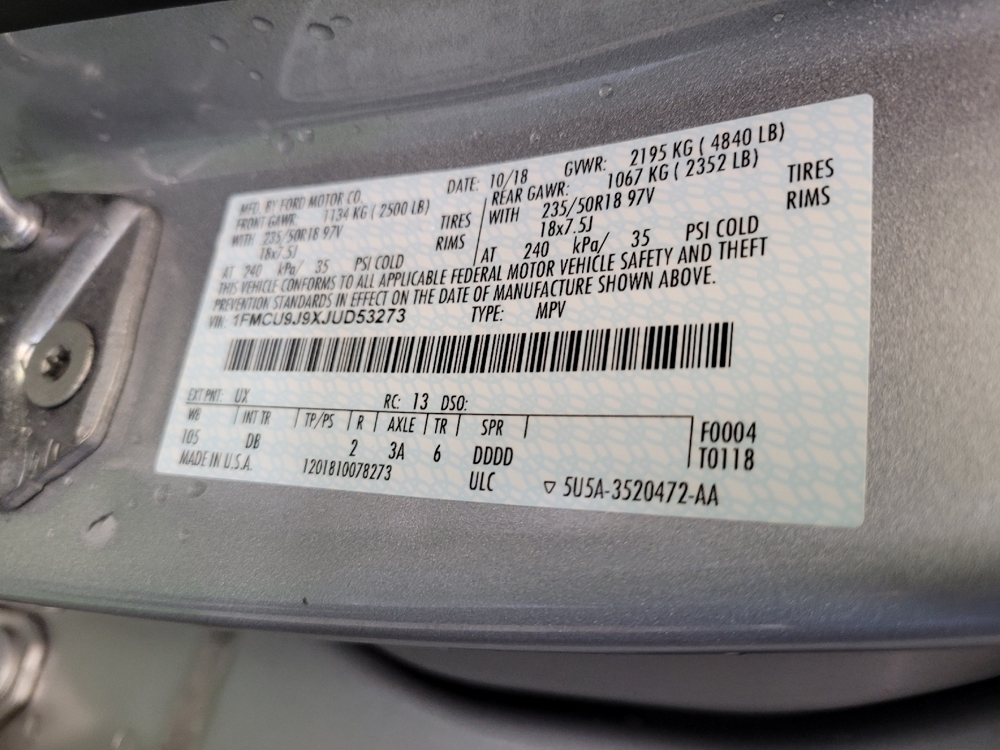 MFD. BY FORD MOTOR CO. DATE: 10/18 GVWR: 2195 KG ( 4840 LB)
FRONT GAWR: 1134 KG ( 2500 LB) REAR GAWR: 1067 KG ( 2352 LB)
WITH 235/50R18 97V TIRES WITH 235/50R18 97V TIRES
18x7.5J RIMS 18x7.5J RIMS
AT 240 kPa/ 35 PSI COLD AT 240 kPa/ 35 PSI COLD
THIS VEHICLE CONFORMS TO ALL APPLICABLE FEDERAL MOTOR VEHICLE SAFETY AND THEFT
PREVENTION STANDARDS IN EFFECT ON THE DATE OF MANUFACTURE SHOWN ABOVE.
VIN: 1FMCU9J9XJUD53273 TYPE: MPV
EXT PNT: UX RC: 13 DSO:
WB INT TR TP/PS R AXLE TR SPR F0004
105 DB 2 3A 6 DDDD T0118
MADE IN U.S.A. 1201810078273 ULC ▽ 5U5A-3520472-AA